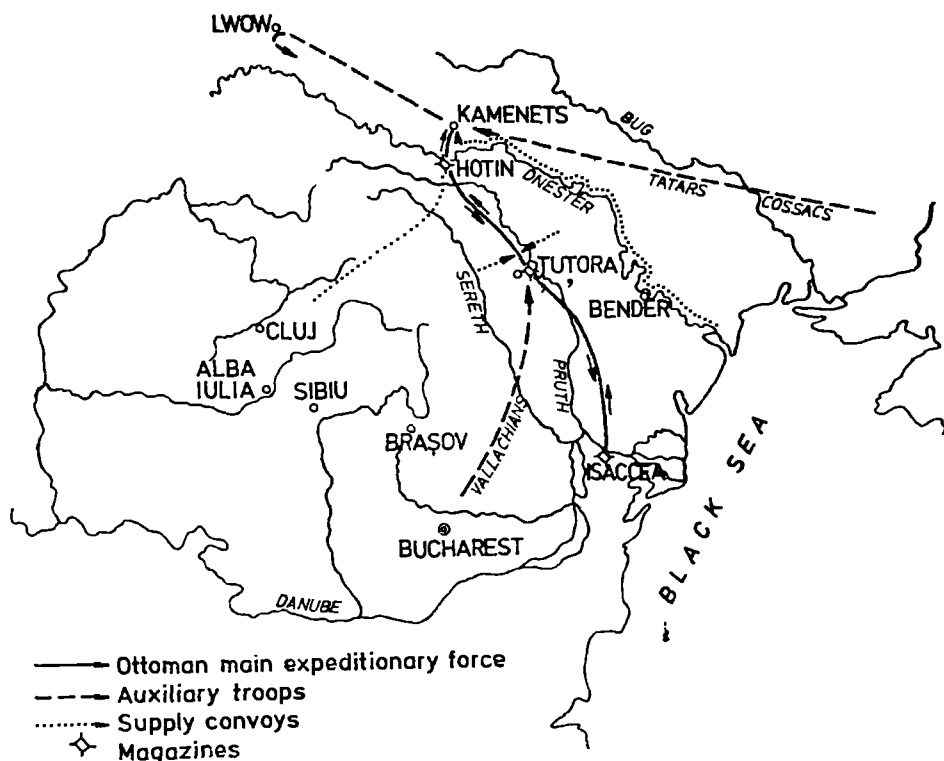 LWOW
KAMENETS
BUG
HOTIN
DNESTER
TATARS
COSSACS
TUTORA
,
SERETH
BENDER
CLUJ
ALBA
IULIA
SIBIU
PRUTH
BRAȘOV
VALLACHIANS
ISACCEA
BLACK SEA
BUCHAREST
DANUBE
Ottoman main expeditionary force
Auxiliary troops
Supply convoys
Magazines